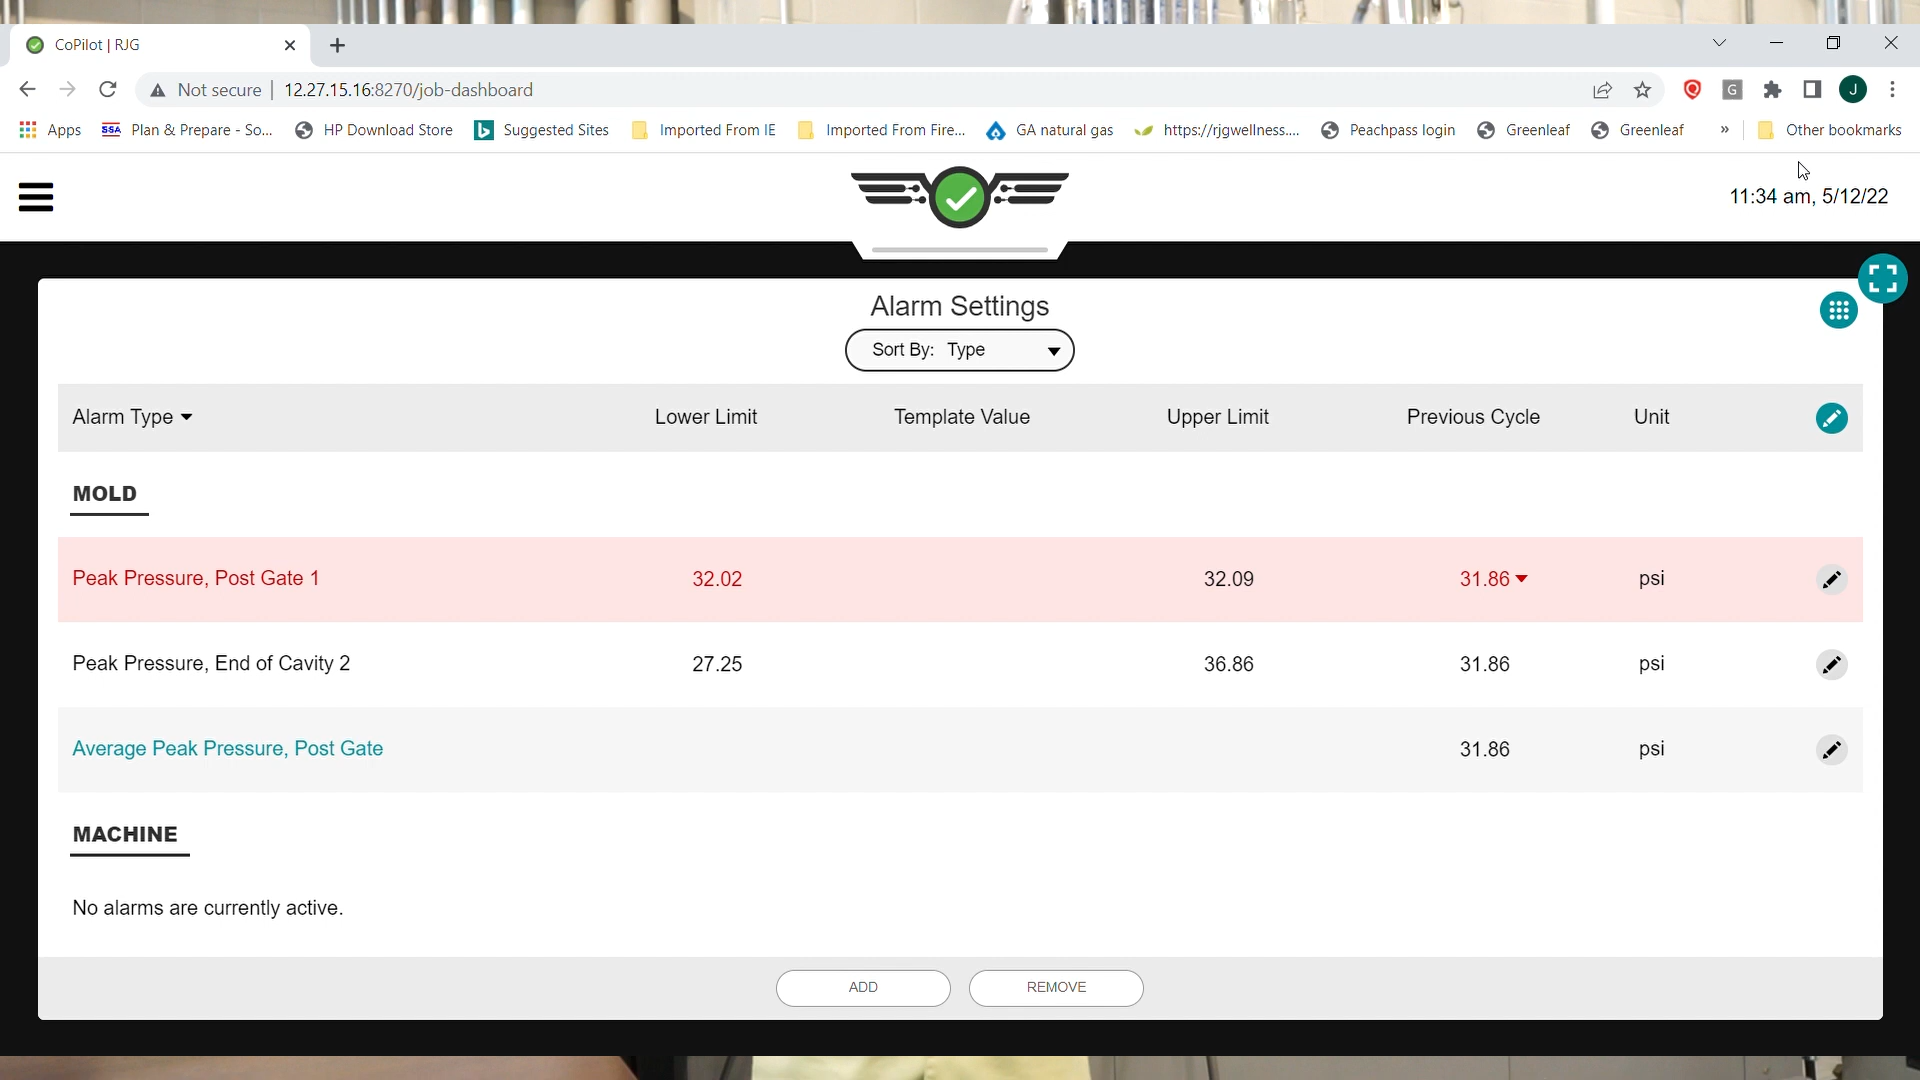 CoPilot | RJG
Not secure | 12.27.15.16:8270/job-dashboard
J
Apps SSA Plan & Prepare - So... HP Download Store Suggested Sites Imported From IE Imported From Fire... GA natural gas https://rjgwellness.... Peachpass login Greenleaf Greenleaf » Other bookmarks
11:34 am, 5/12/22
Alarm Settings
Sort By: Type
Alarm Type Lower Limit Template Value Upper Limit Previous Cycle Unit
MOLD
Peak Pressure, Post Gate 1 32.02 32.09 31.86 psi
Peak Pressure, End of Cavity 2 27.25 36.86 31.86 psi
Average Peak Pressure, Post Gate 31.86 psi
MACHINE
No alarms are currently active.
ADD REMOVE